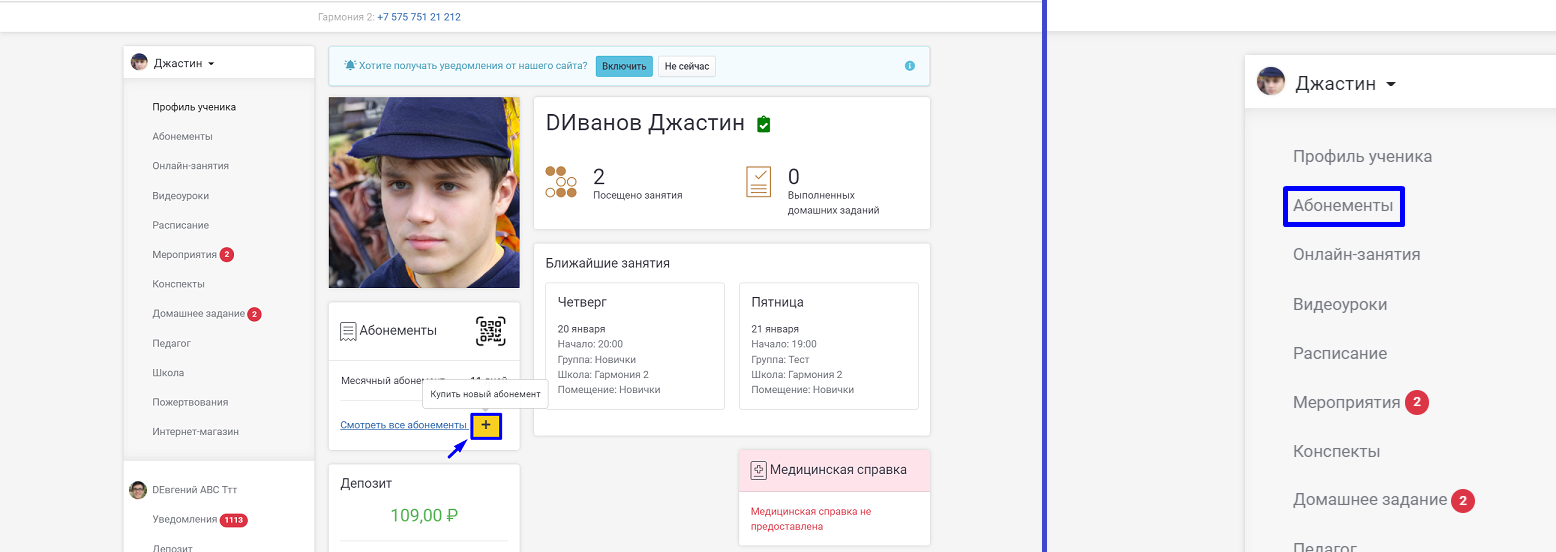 Гармония 2: +7 575 751 21 212
Джастин
Профиль ученика
Абонементы
Онлайн-занятия
Видеоуроки
Расписание
Мероприятия 2
Конспекты
Домашнее задание 2
Педагог
Школа
Пожертвования
Интернет-магазин
DЕвгений ABC Ттт
Уведомления 1113
Депозит
Хотите получать уведомления от нашего сайта? Включить Не сейчас
DИванов Джастин
2
Посещено занятия
0
Выполненных
домашних заданий
Абонементы
Месячный абонемент
Купить новый абонемент
Смотреть все абонементы +
Депозит
109,00 ₽
Ближайшие занятия
Четверг
20 января
Начало: 20:00
Группа: Новички
Школа: Гармония 2
Помещение: Новички
Пятница
21 января
Начало: 19:00
Группа: Тест
Школа: Гармония 2
Помещение: Новички
Медицинская справка
Медицинская справка не
предоставлена
Джастин
Профиль ученика
Абонементы
Онлайн-занятия
Видеоуроки
Расписание
Мероприятия 2
Конспекты
Домашнее задание 2
Педагог